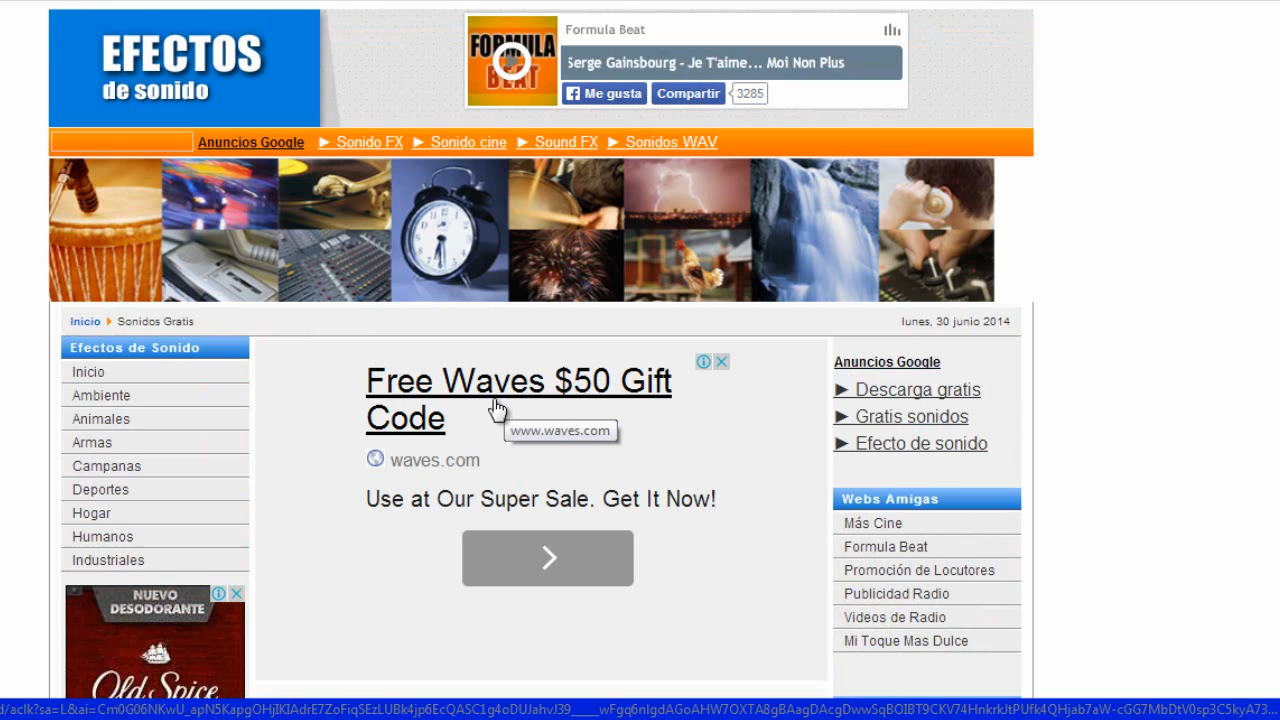 EFECTOS
de sonido
FORMULA
BEAT
Formula Beat
Serge Gainsbourg - Je T'aime... Moi Non Plus
Me gusta
Compartir
3285
Anuncios Google
► Sonido FX
► Sonido cine
► Sound FX
► Sonidos WAV
Inicio
Sonidos Gratis
lunes, 30 junio 2014
Efectos de Sonido
Inicio
Ambiente
Animales
Armas
Campanas
Deportes
Hogar
Humanos
Industriales
NUEVO
DESODORANTE
Old Spice
Free Waves $50 Gift
Code
www.waves.com
waves.com
Use at Our Super Sale. Get It Now!
Anuncios Google
► Descarga gratis
► Gratis sonidos
► Efecto de sonido
Webs Amigas
Más Cine
Formula Beat
Promoción de Locutores
Publicidad Radio
Videos de Radio
Mi Toque Mas Dulce